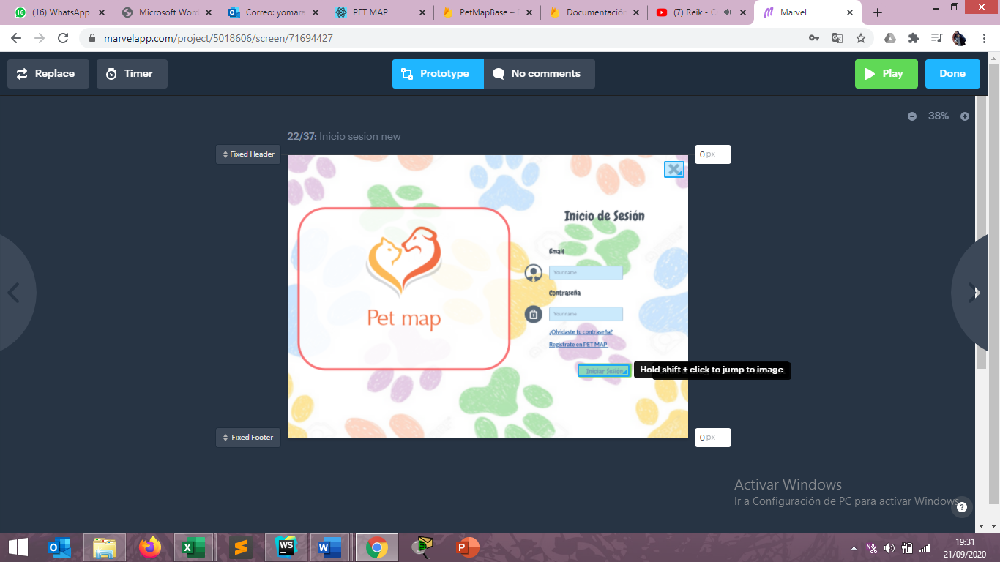 (16) WhatsApp
Microsoft Word
Correo: yomara
PET MAP
PetMapBase –
Documentación
(7) Reik - C
Marvel
marvelapp.com/project/5018606/screen/71694427
Replace
Timer
Prototype
No comments
Play
Done
38%
22/37: Inicio sesion new
Fixed Header
0 px
Inicio de Sesión
Email
Your name
Contraseña
Your name
Pet map
¿Olvidaste tu contraseña?
Registrate en PET MAP
Iniciar Sesion
Hold shift + click to jump to image
Fixed Footer
0 px
Activar Windows
Ir a Configuración de PC para activar Windows.
19:31
21/09/2020